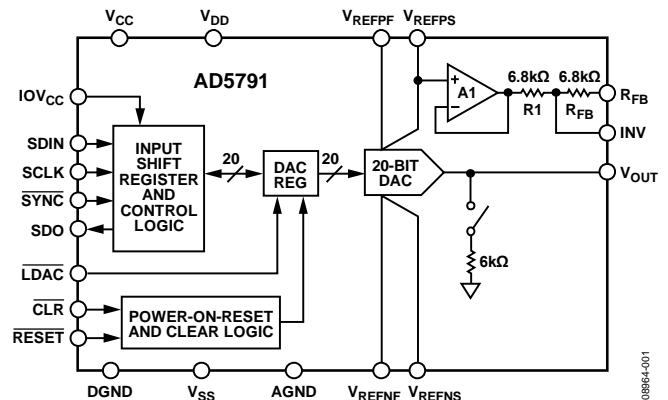 VCC
VDD
VREFPF
VREFPS
AD5791
6.8kΩ
6.8kΩ
A1
R1
RFB
RFB
INV
IOVCC
SDIN
SCLK
SYNC
SDO
INPUT
SHIFT
REGISTER
AND
CONTROL
LOGIC
20
DAC
REG
20
20-BIT
DAC
VOUT
6kΩ
LDAC
CLR
RESET
POWER-ON-RESET
AND CLEAR LOGIC
DGND
VSS
AGND
VREFNF
VREFNS
08964-001